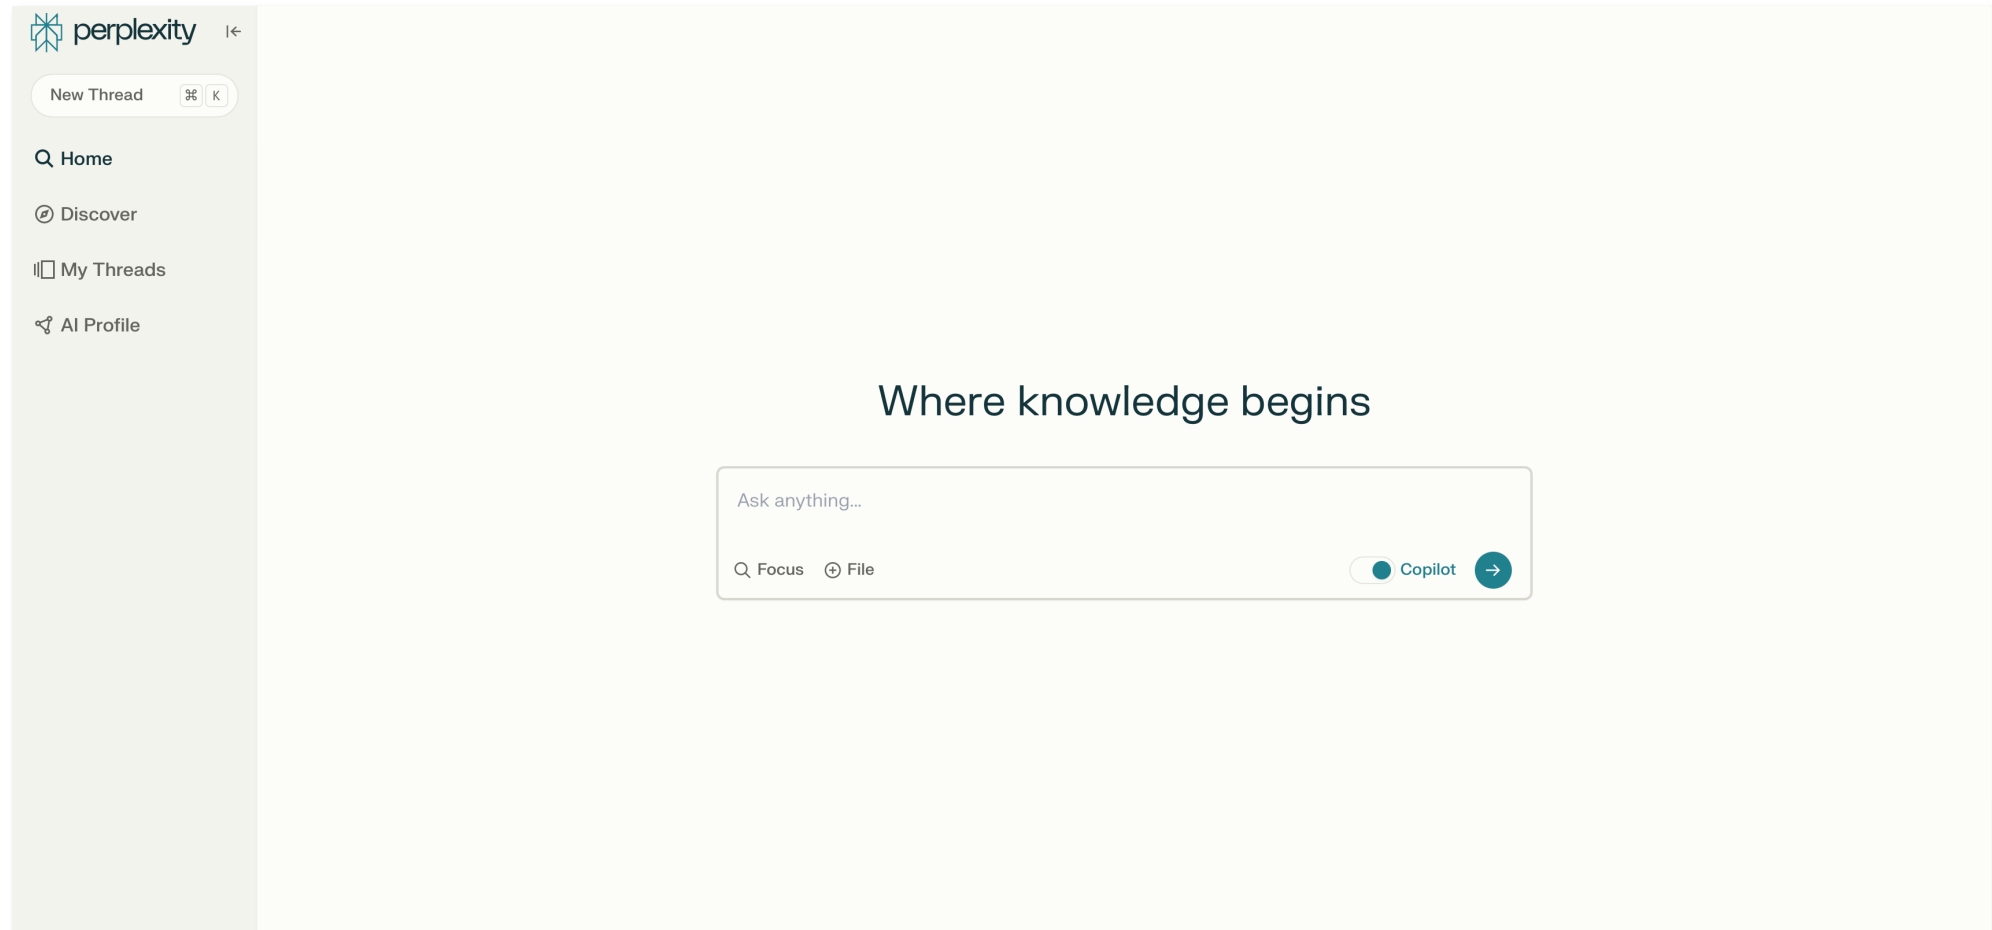 perplexity
New Thread ⌘ K
Home
Discover
My Threads
AI Profile
Where knowledge begins
Ask anything...
Focus File Copilot